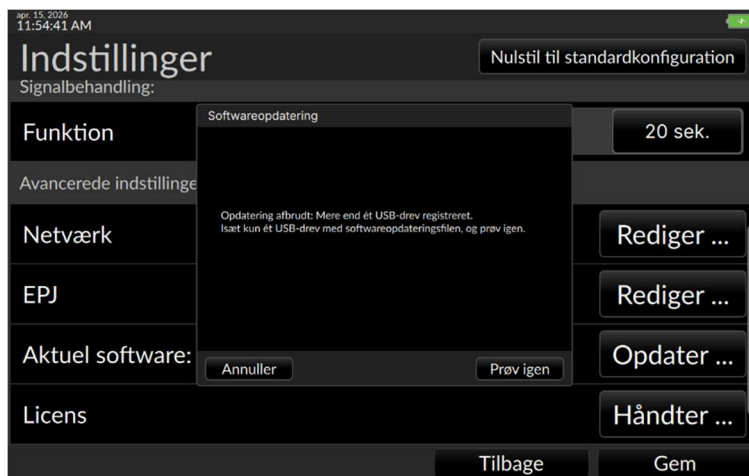 apr. 15, 2026
11:54:41 AM
Indstillinger
Nulstil til standardkonfiguration
Signalbehandling:
Funktion
20 sek.
Softwareopdatering
Opdatering afbrudt: Mere end ét USB-drev registreret.
Isæt kun ét USB-drev med softwareopdateringsfilen, og prøv igen.
Annuller
Prøv igen
Avancerede indstillinge
Netværk
Rediger ...
EPJ
Rediger ...
Aktuel software:
Opdater ...
Licens
Håndter ...
Tilbage
Gem